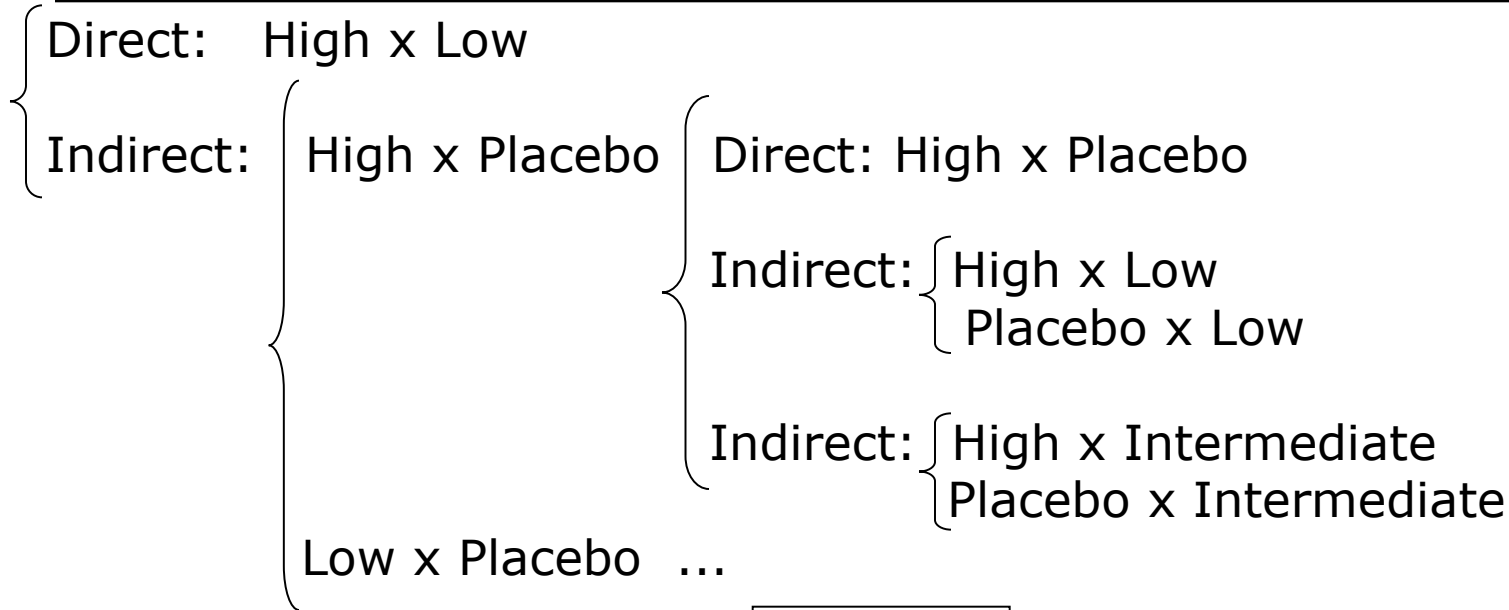 Direct: High x Low
Indirect: High x Placebo Direct: High x Placebo
Indirect: High x Low
Placebo x Low
Indirect: High x Intermediate
Placebo x Intermediate
Low x Placebo …